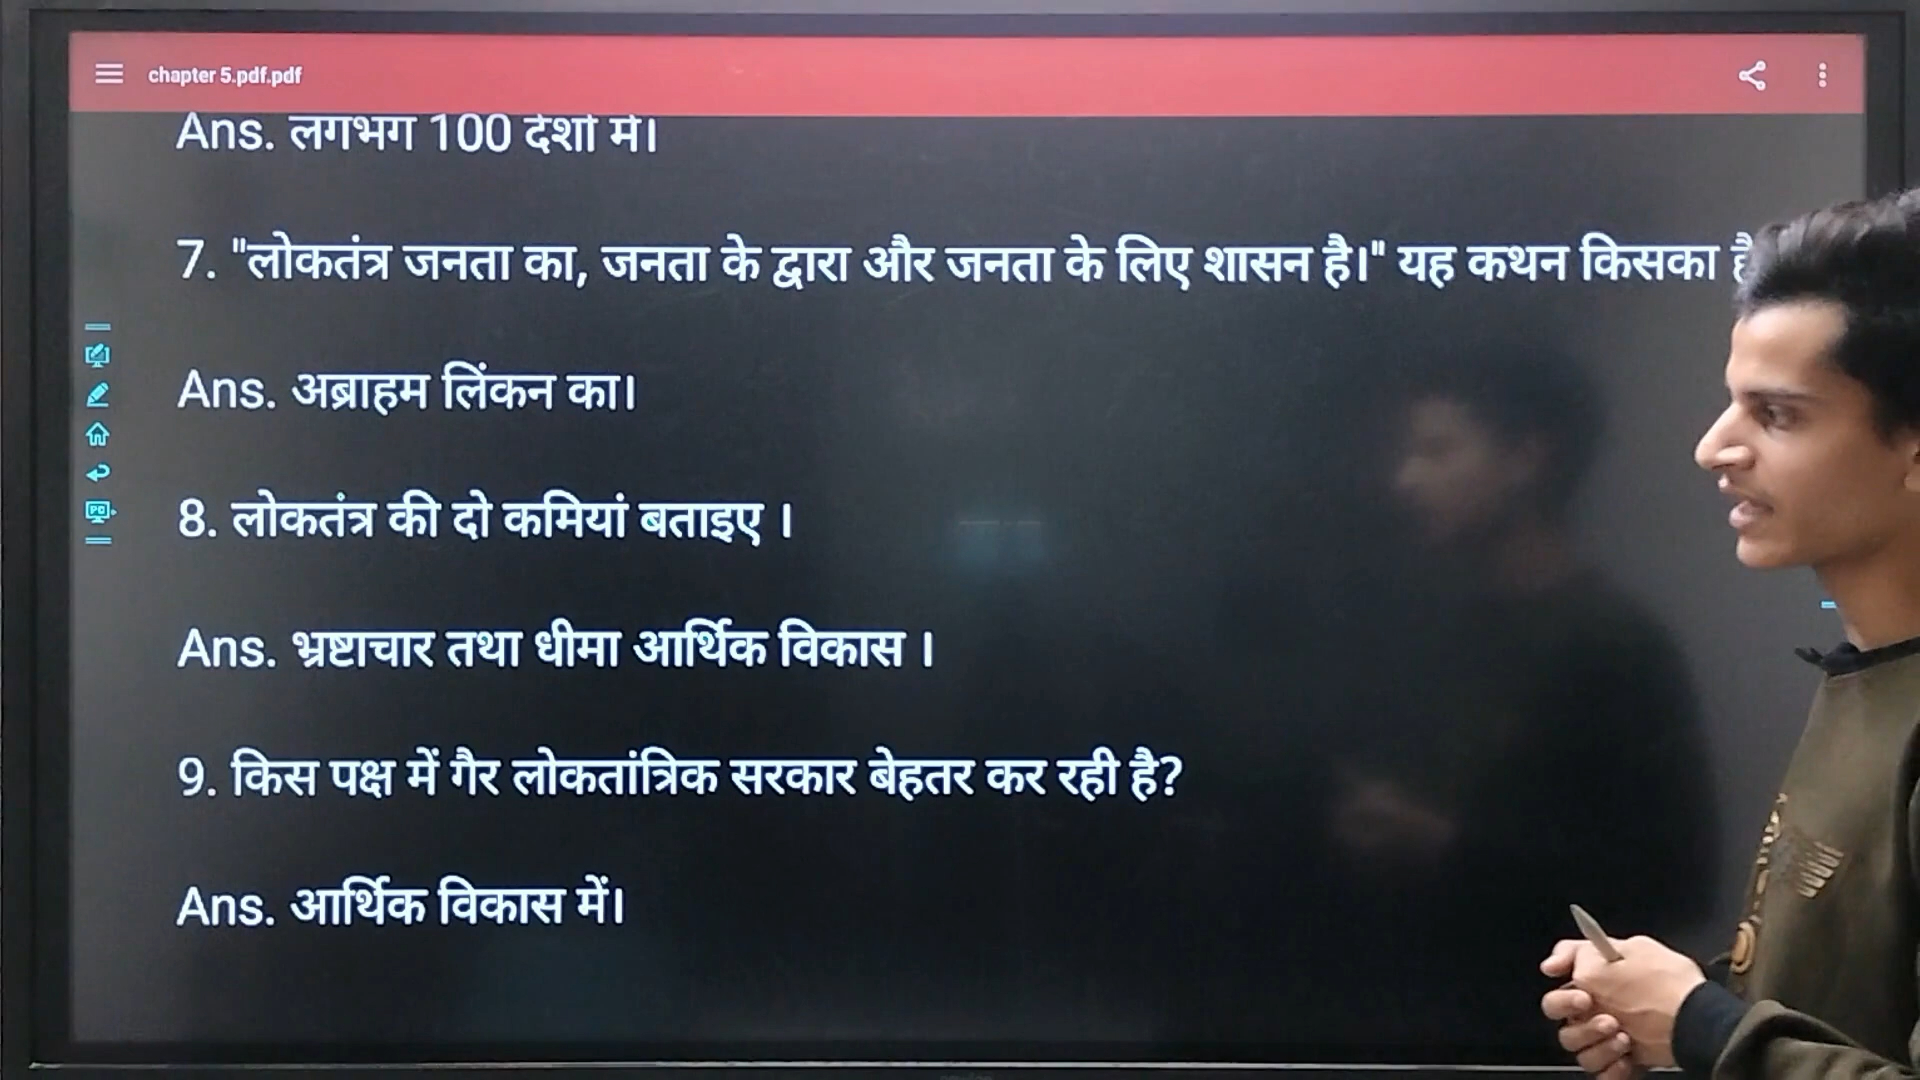 chapter 5.pdf.pdf
Ans. लगभग 100 देशों में।
7. "लोकतंत्र जनता का, जनता के द्वारा और जनता के लिए शासन है।" यह कथन किसका है
Ans. अब्राहम लिंकन का।
8. लोकतंत्र की दो कमियां बताइए ।
Ans. भ्रष्टाचार तथा धीमा आर्थिक विकास ।
9. किस पक्ष में गैर लोकतांत्रिक सरकार बेहतर कर रही है?
Ans. आर्थिक विकास में।